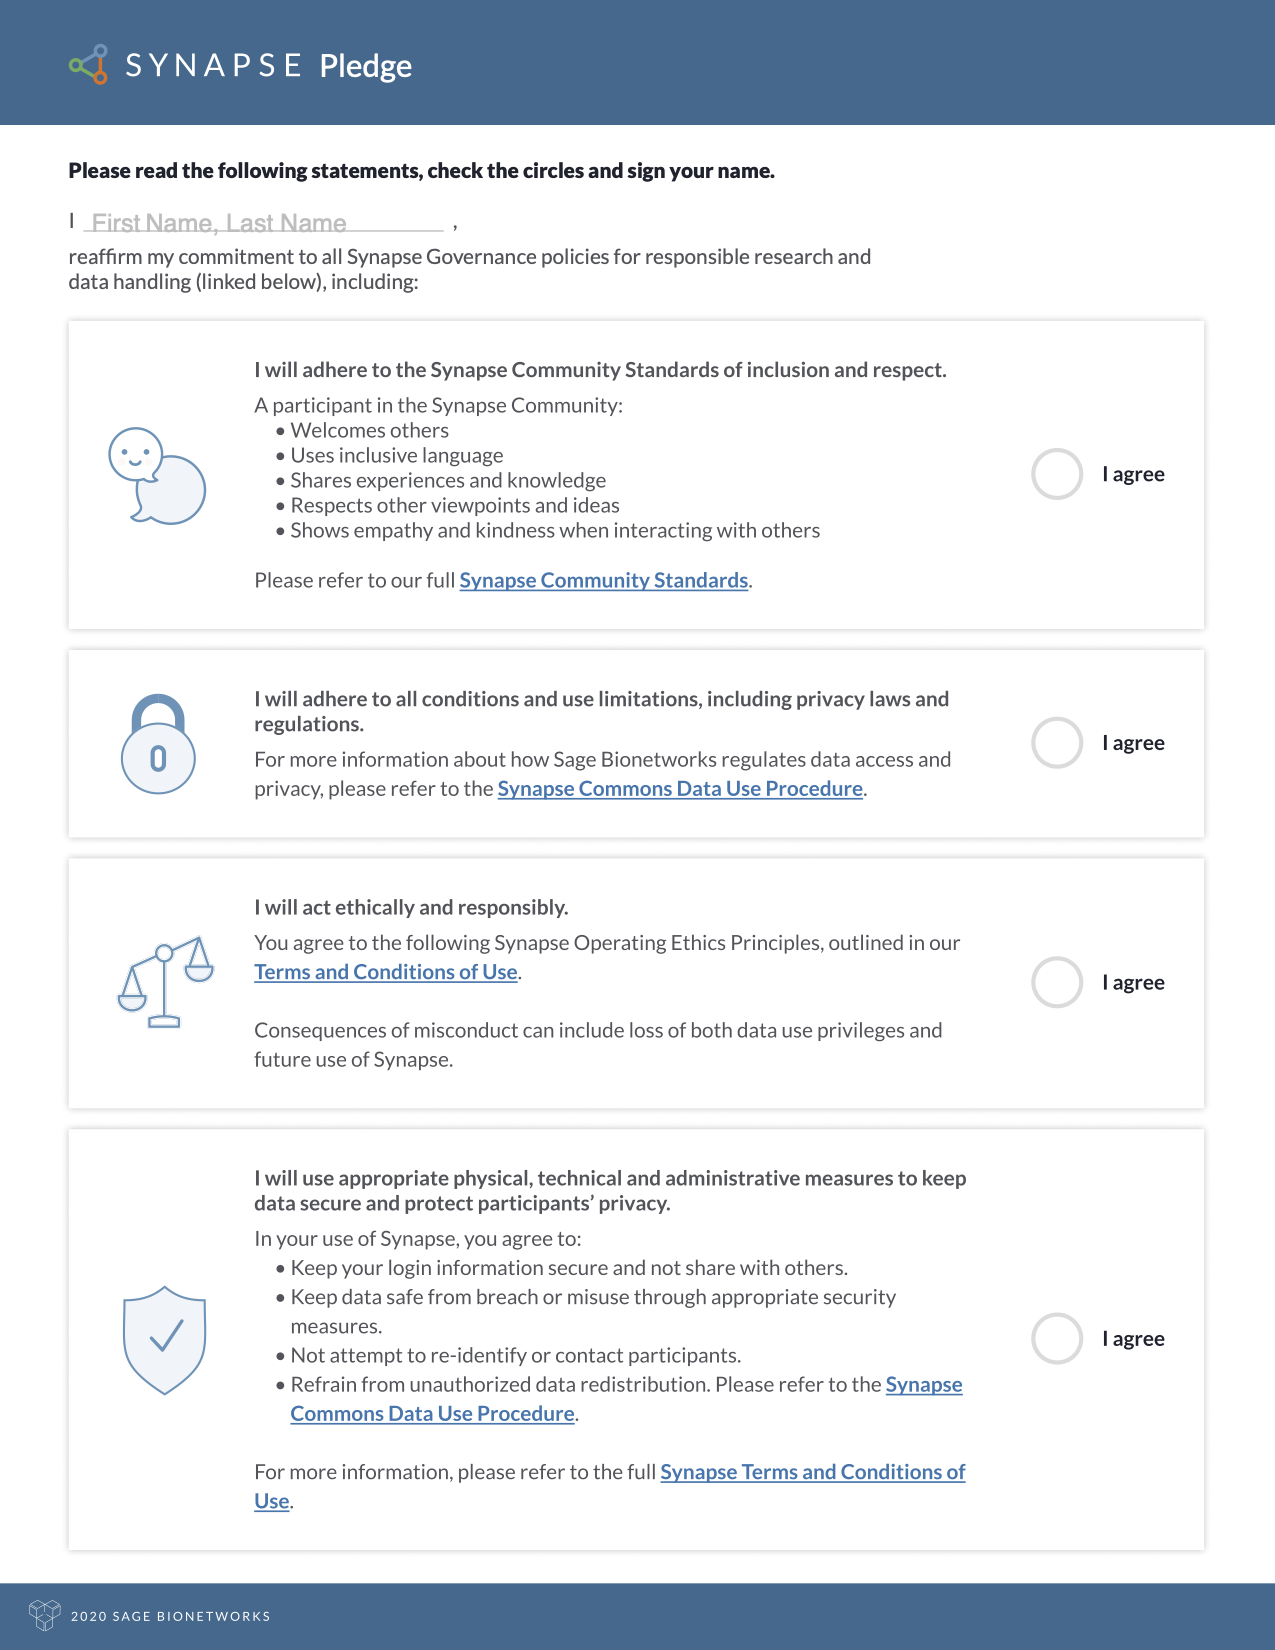 SYNAPSE Pledge
Please read the following statements, check the circles and sign your name.
I First Name, Last Name ,
reaffirm my commitment to all Synapse Governance policies for responsible research and
data handling (linked below), including:
I will adhere to the Synapse Community Standards of inclusion and respect.
A participant in the Synapse Community:
• Welcomes others
• Uses inclusive language
• Shares experiences and knowledge
• Respects other viewpoints and ideas
• Shows empathy and kindness when interacting with others
Please refer to our full Synapse Community Standards.
I agree
I will adhere to all conditions and use limitations, including privacy laws and
regulations.
For more information about how Sage Bionetworks regulates data access and
privacy, please refer to the Synapse Commons Data Use Procedure.
I agree
I will act ethically and responsibly.
You agree to the following Synapse Operating Ethics Principles, outlined in our
Terms and Conditions of Use.
Consequences of misconduct can include loss of both data use privileges and
future use of Synapse.
I agree
I will use appropriate physical, technical and administrative measures to keep
data secure and protect participants’ privacy.
In your use of Synapse, you agree to:
• Keep your login information secure and not share with others.
• Keep data safe from breach or misuse through appropriate security
measures.
• Not attempt to re-identify or contact participants.
• Refrain from unauthorized data redistribution. Please refer to the Synapse
Commons Data Use Procedure.
For more information, please refer to the full Synapse Terms and Conditions of
Use.
I agree
2020 SAGE BIONETWORKS